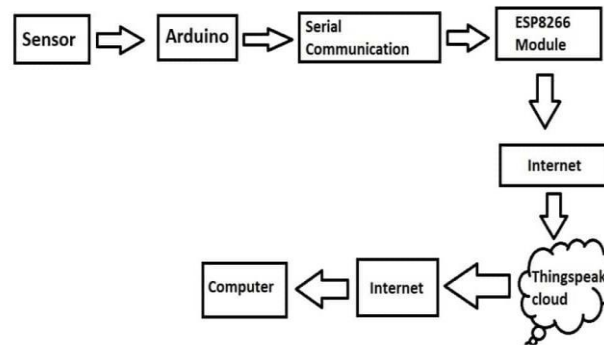 Sensor
Arduino
Serial
Communication
ESP8266
Module
Internet
Thingspeak
cloud
Internet
Computer